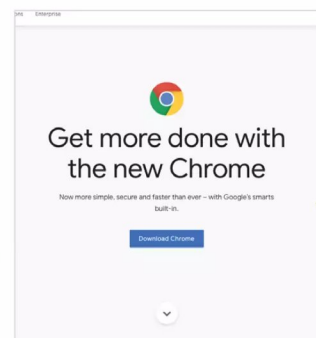 Enterprise
Get more done with
the new Chrome
Now more simple, secure and faster than ever – with Google's smarts
built-in.
Download Chrome